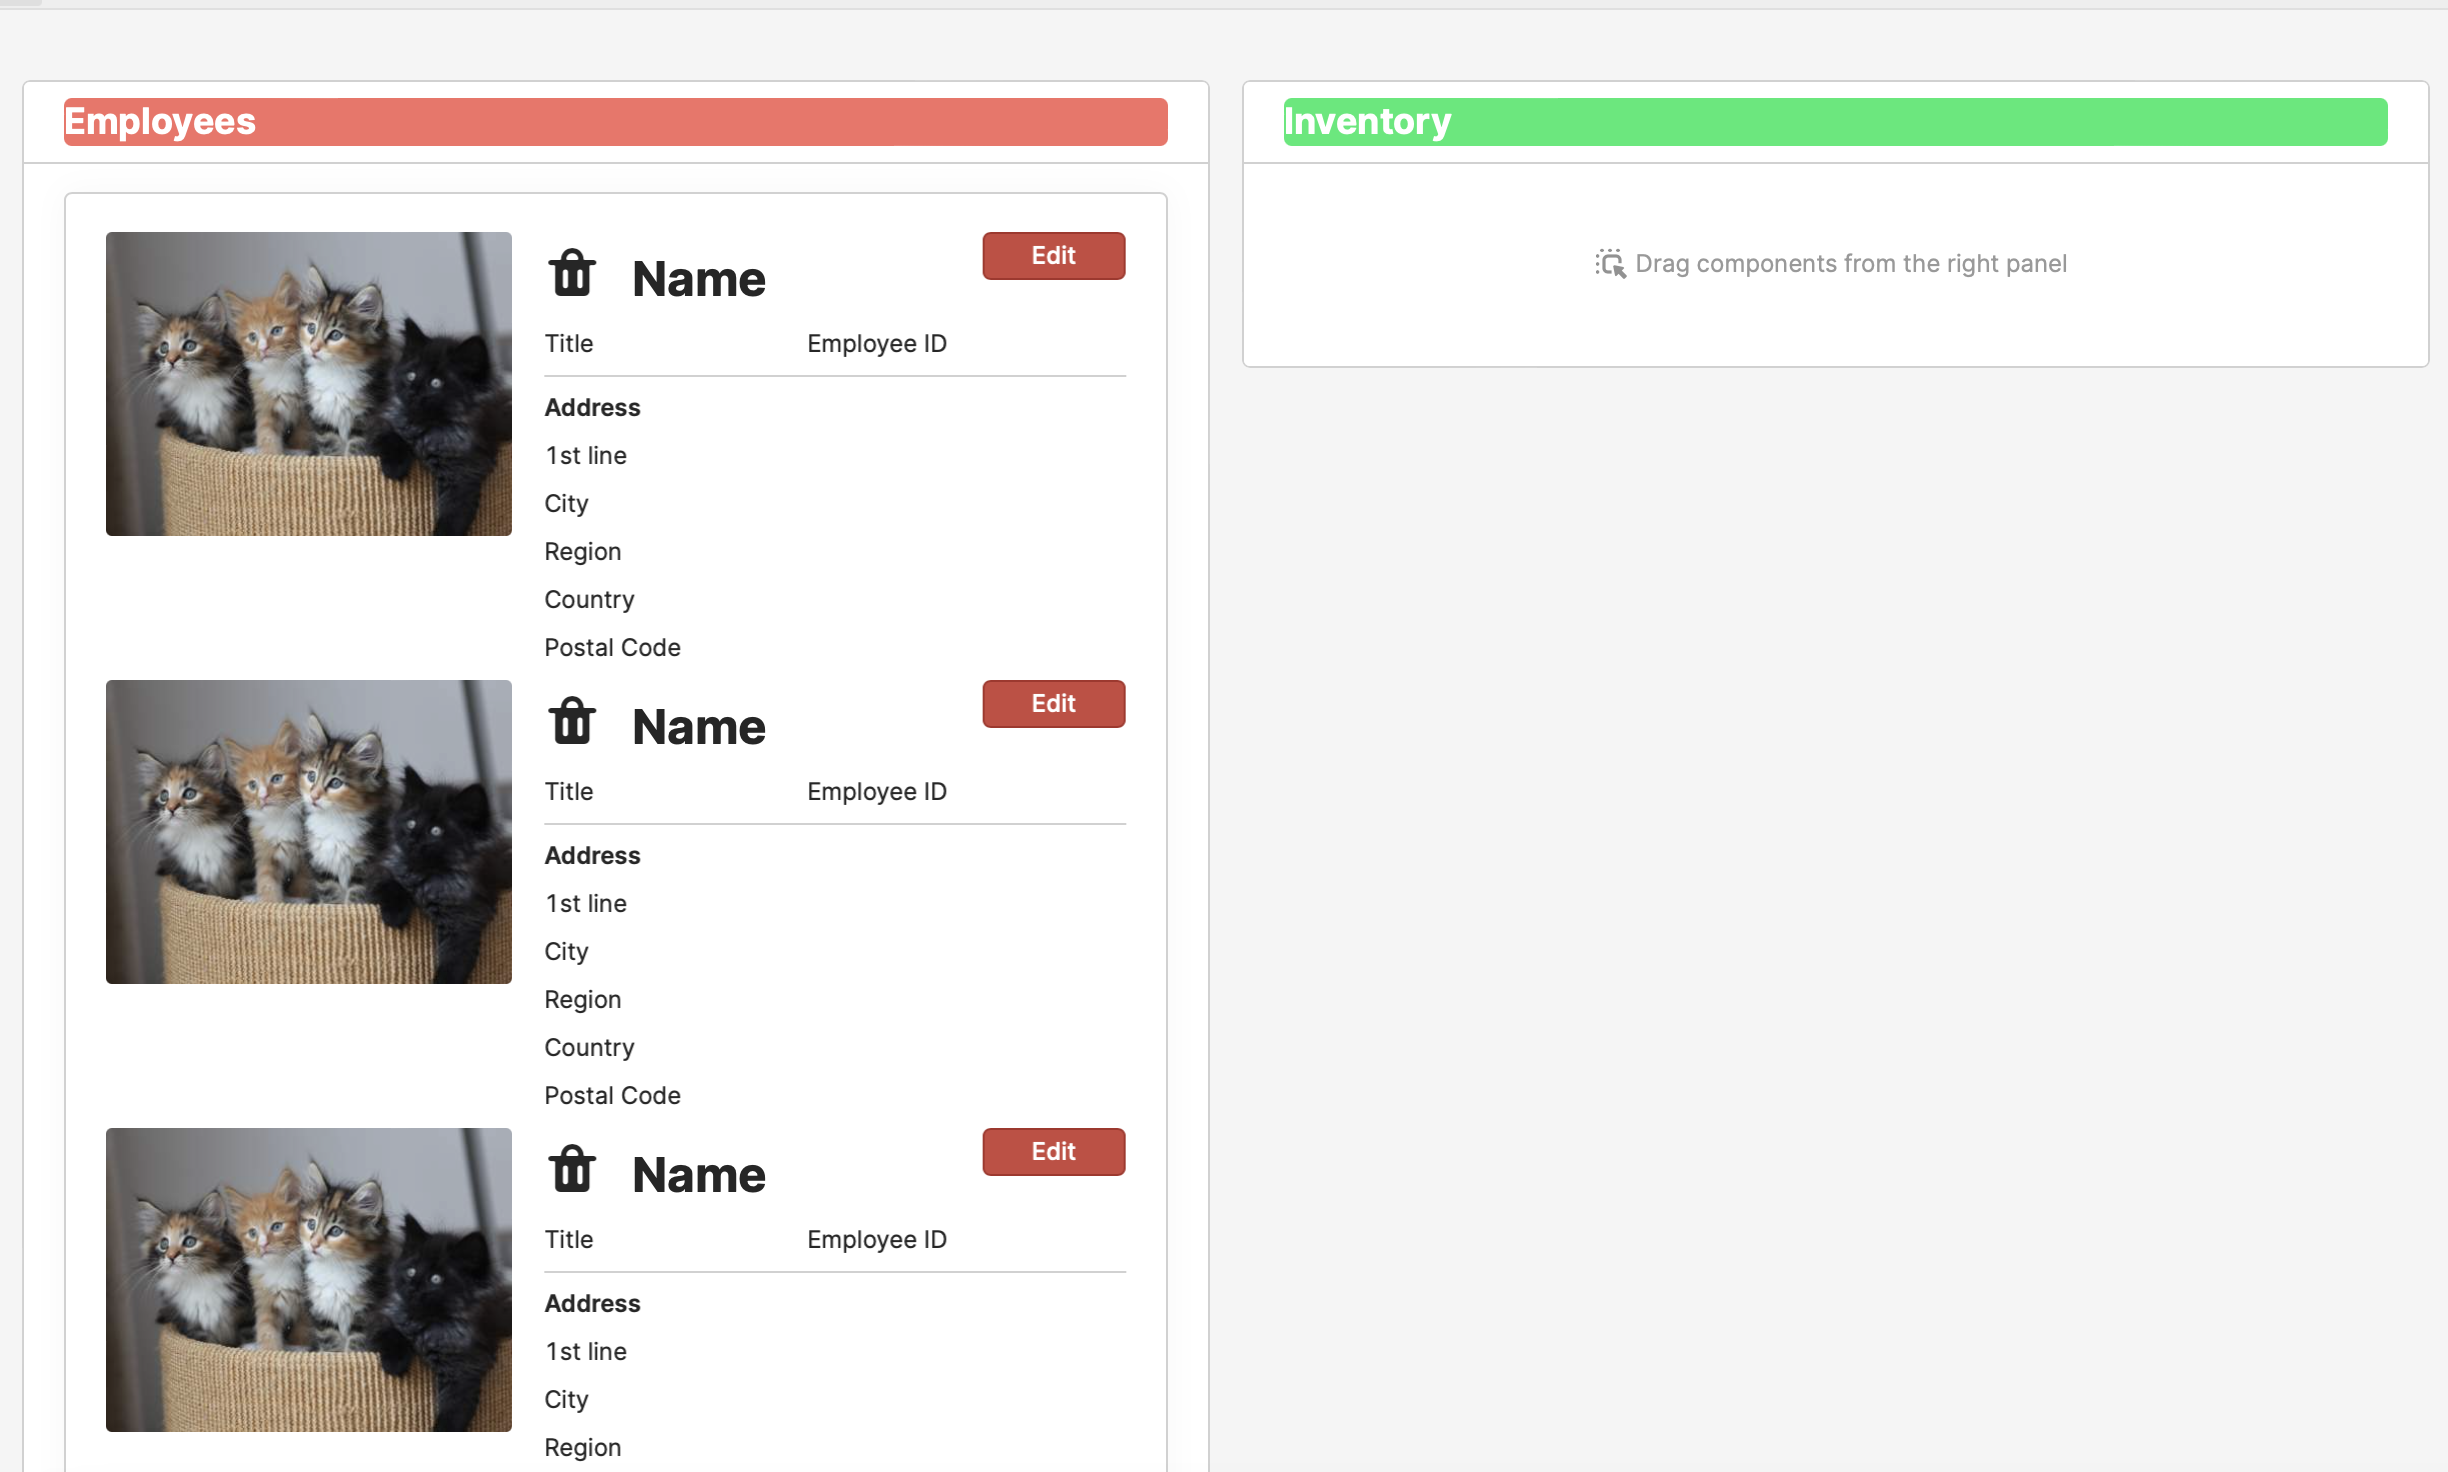 Employees
Name
Edit
Title Employee ID
Address
1st line
City
Region
Country
Postal Code
Name
Edit
Title Employee ID
Address
1st line
City
Region
Country
Postal Code
Name
Edit
Title Employee ID
Address
1st line
City
Region
Inventory
Drag components from the right panel